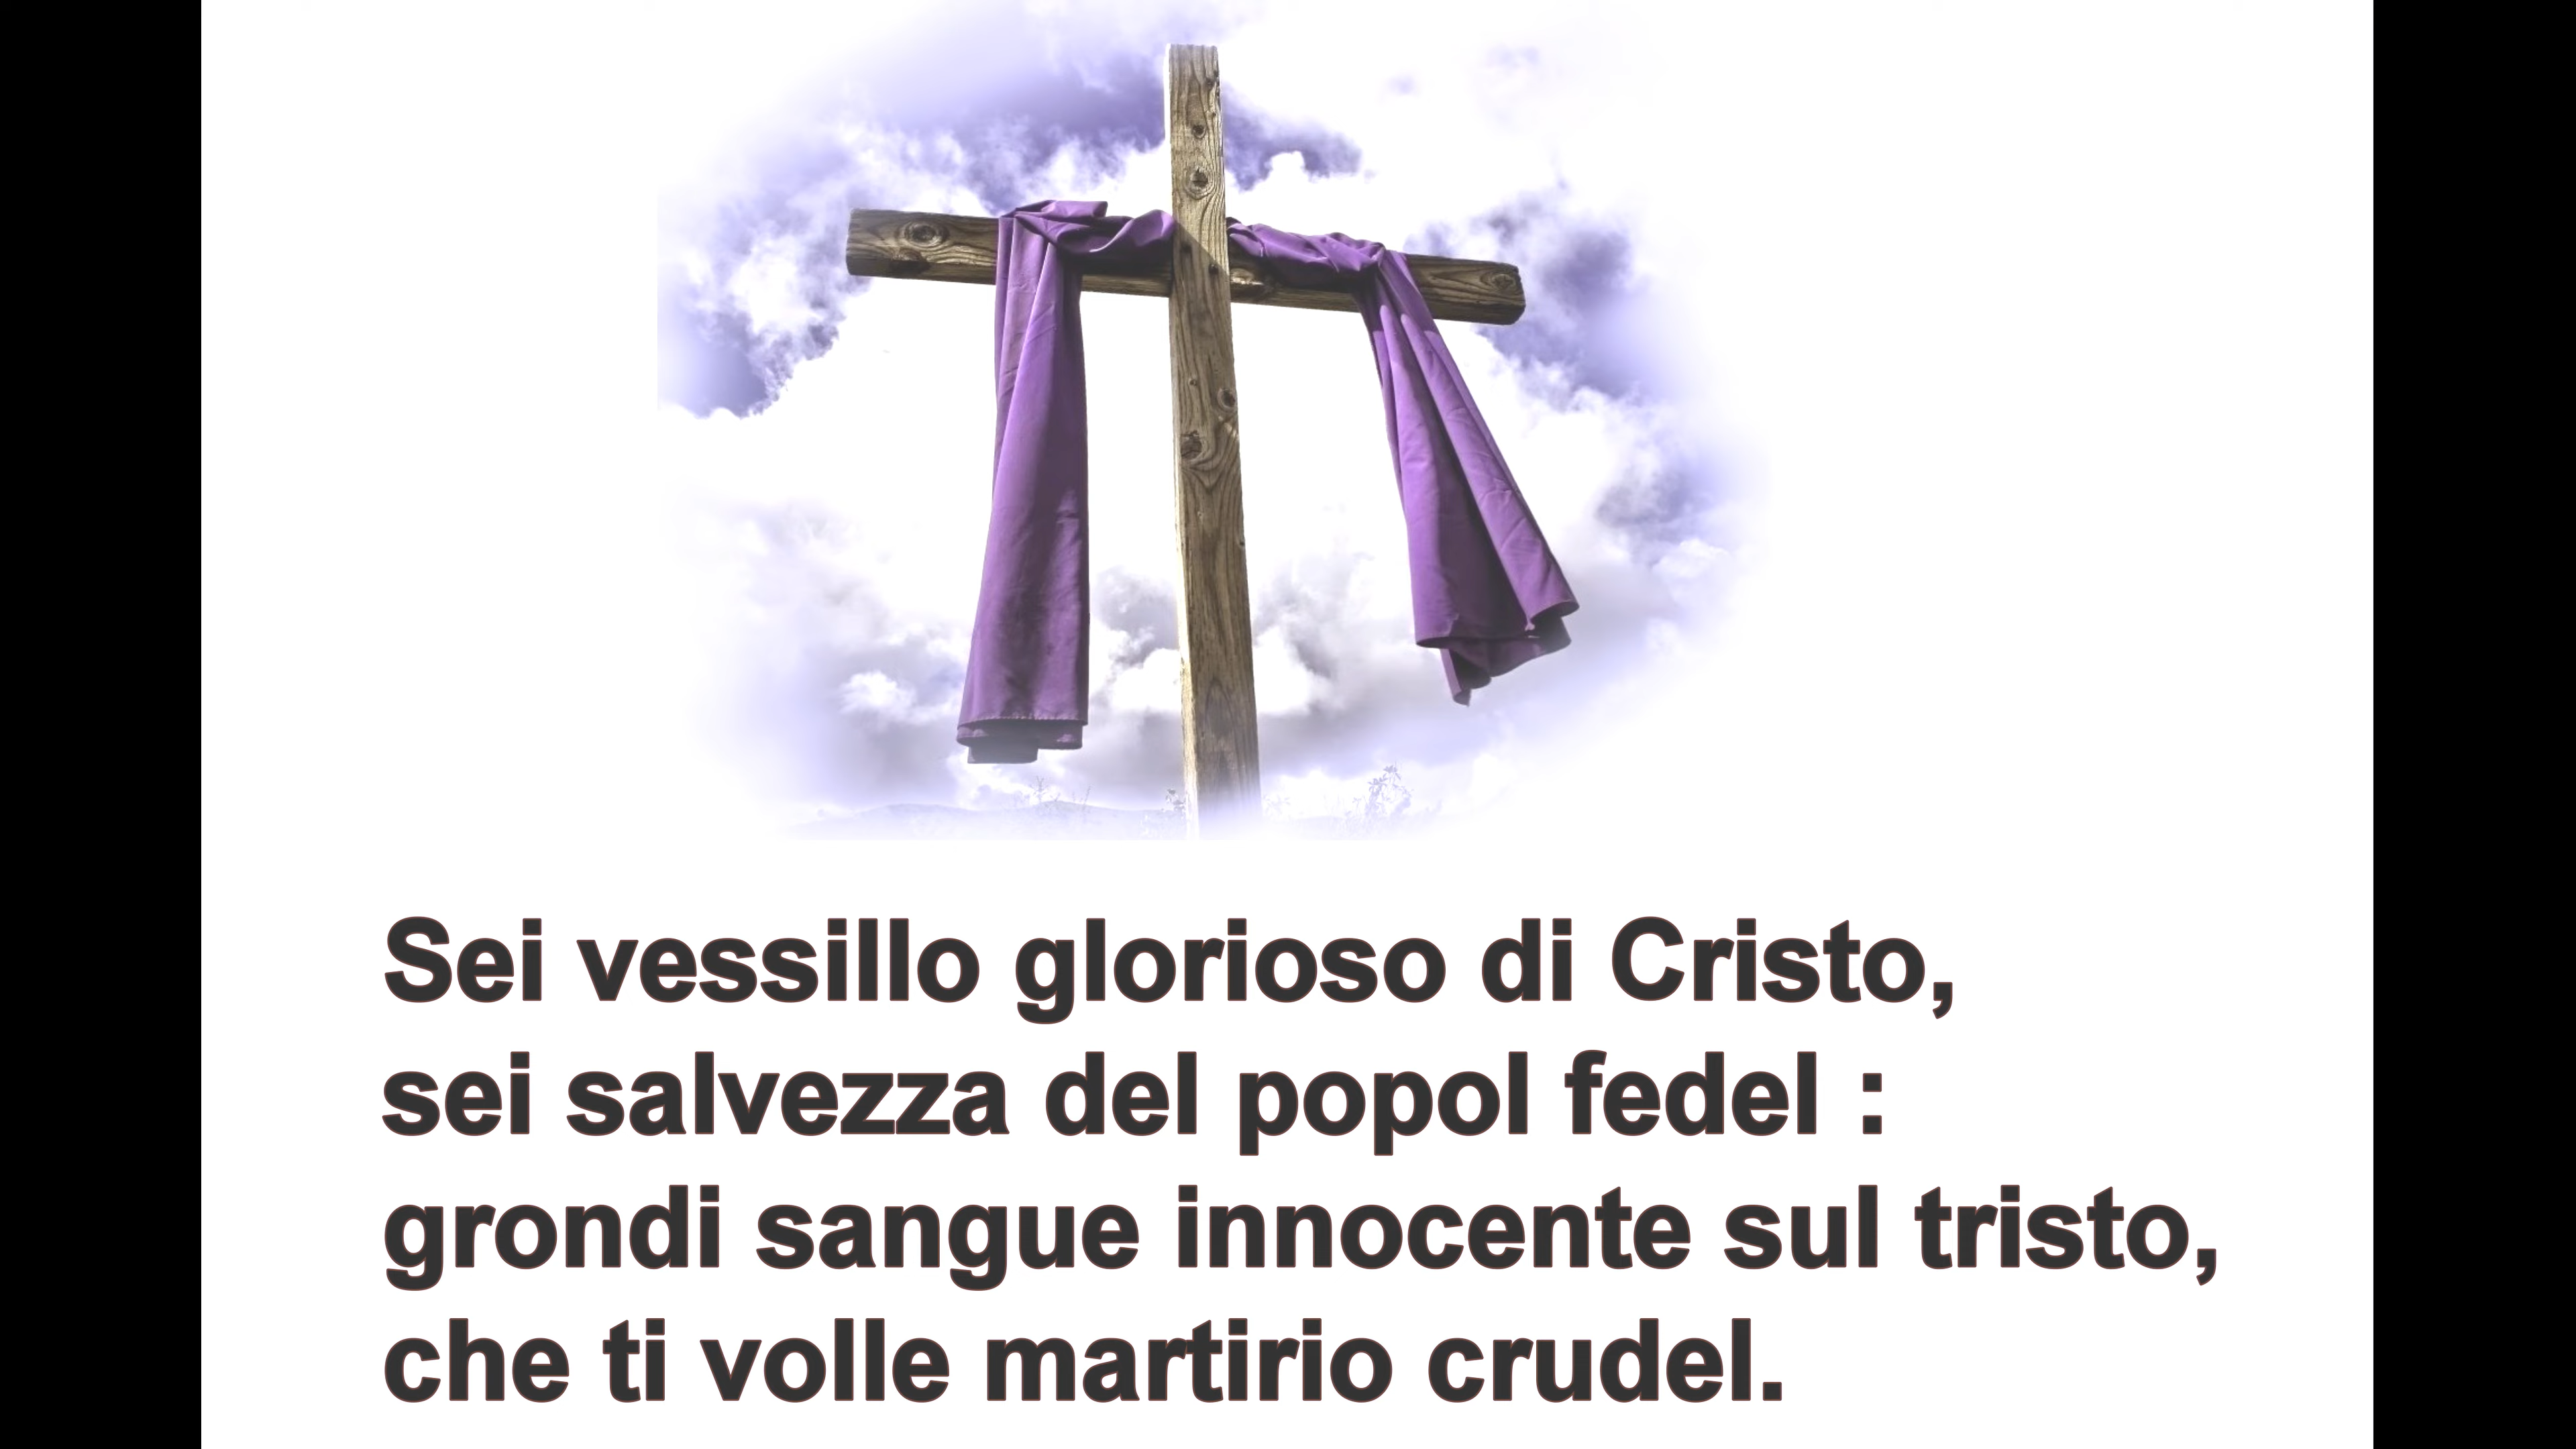 Sei vessillo glorioso di Cristo,
sei salvezza del popol fedel :
grondi sangue innocente sul tristo,
che ti volle martirio crudel.